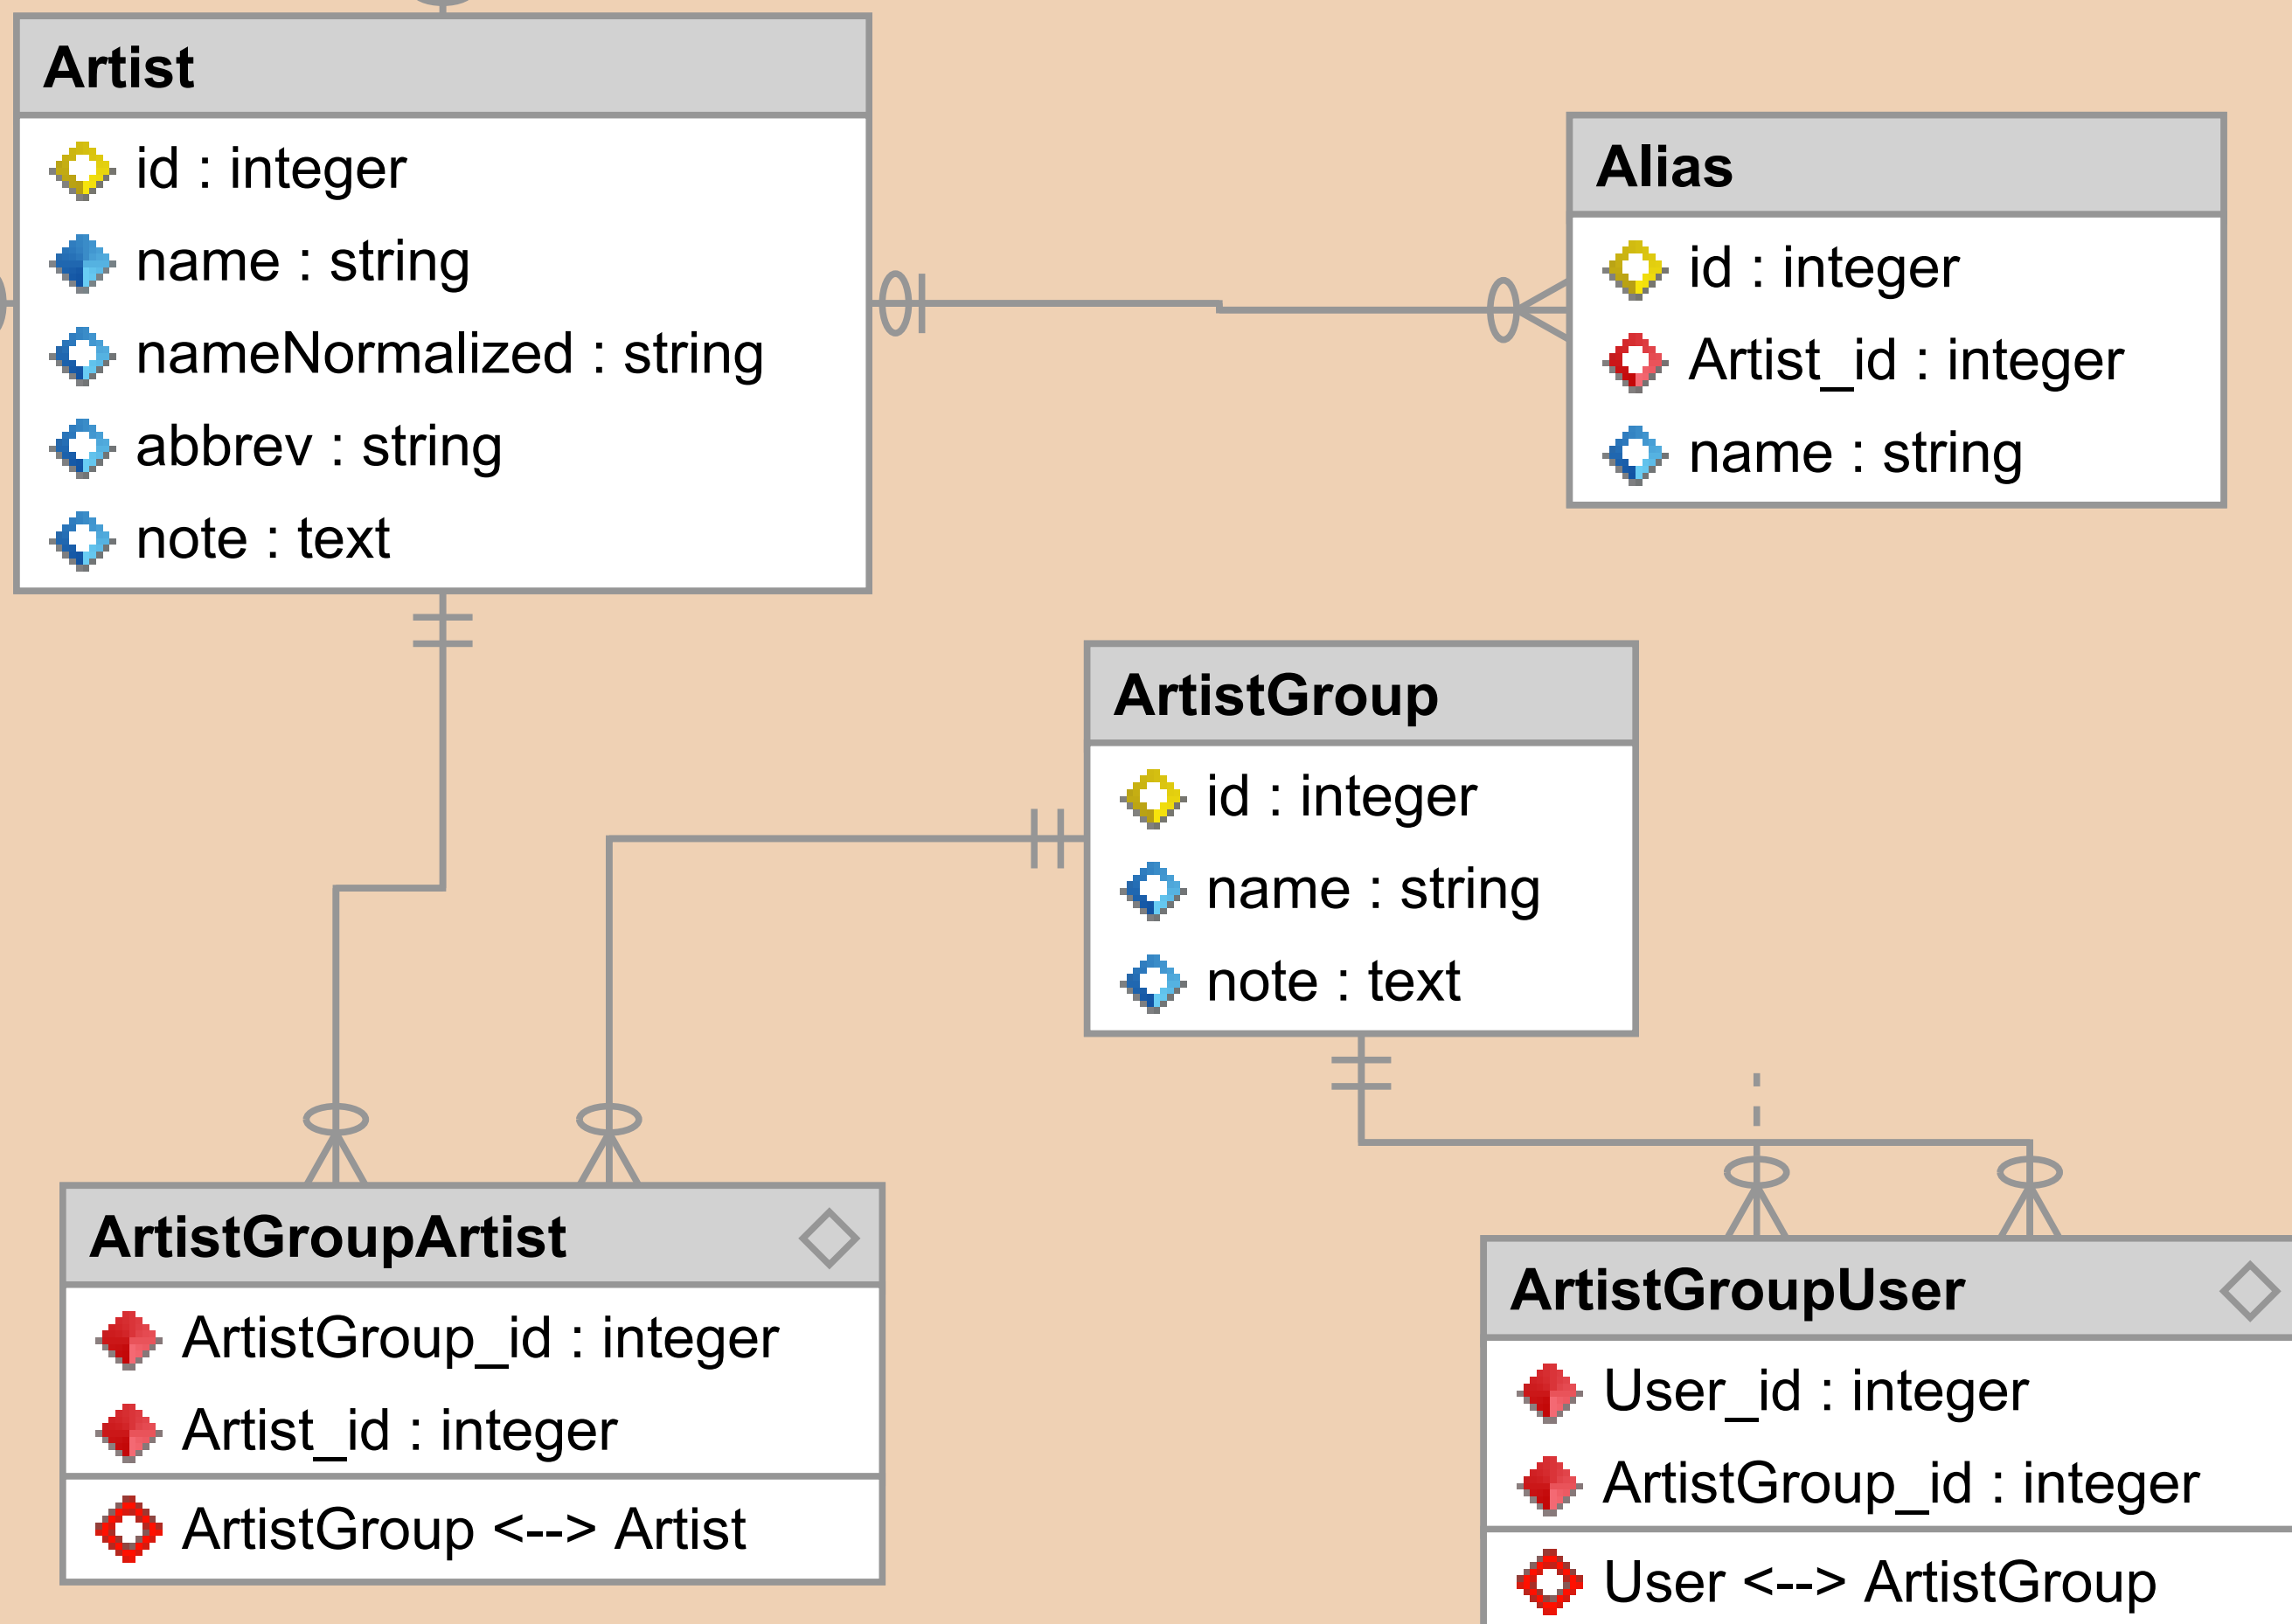 Artist
id : integer
name : string
nameNormalized : string
abbrev : string
note : text
Alias
id : integer
Artist_id : integer
name : string
ArtistGroup
id : integer
name : string
note : text
ArtistGroupArtist
ArtistGroup_id : integer
Artist_id : integer
ArtistGroup <--> Artist
ArtistGroupUser
User_id : integer
ArtistGroup_id : integer
User <--> ArtistGroup